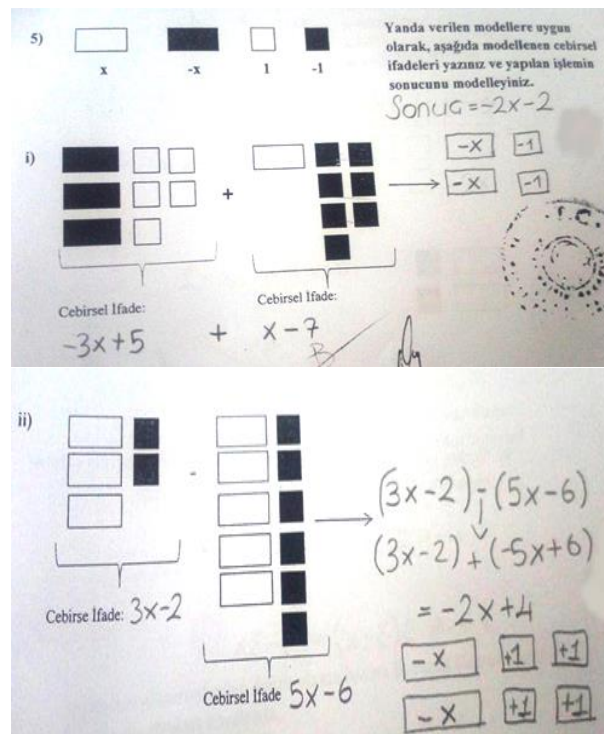 5)
x -x 1 -1
Yanda verilen modellere uygun
olarak, aşağıda modellenen cebirsel
ifadeleri yazınız ve yapılan işlemin
sonucunu modelleyiniz.
Sonuç = -2x-2
i)
+
-x -1
-x -1
T.C.
Cebirsel İfade:
-3x+5
+
Cebirsel İfade:
x-7
ii)
-
(3x-2) - (5x-6)
(3x-2) + (-5x+6)
= -2x+4
-x +1 +1
-x +1 +1
Cebirse İfade: 3x-2
Cebirsel İfade 5x-6